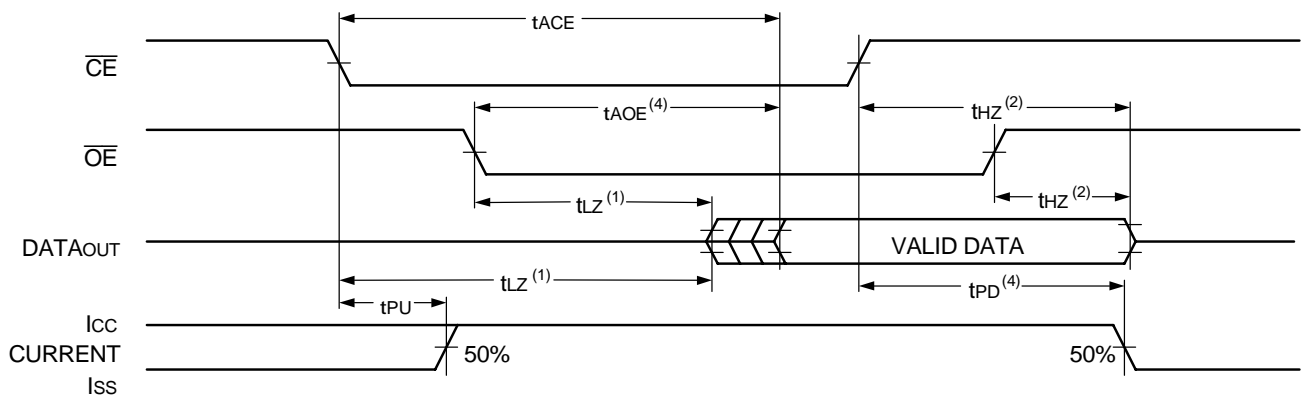 tACE
CE
tAOE(4)
tHZ(2)
OE
tLZ(1)
tHZ(2)
DATAOUT
VALID DATA
tLZ(1)
tPD(4)
tPU
ICC
CURRENT
50%
50%
ISS